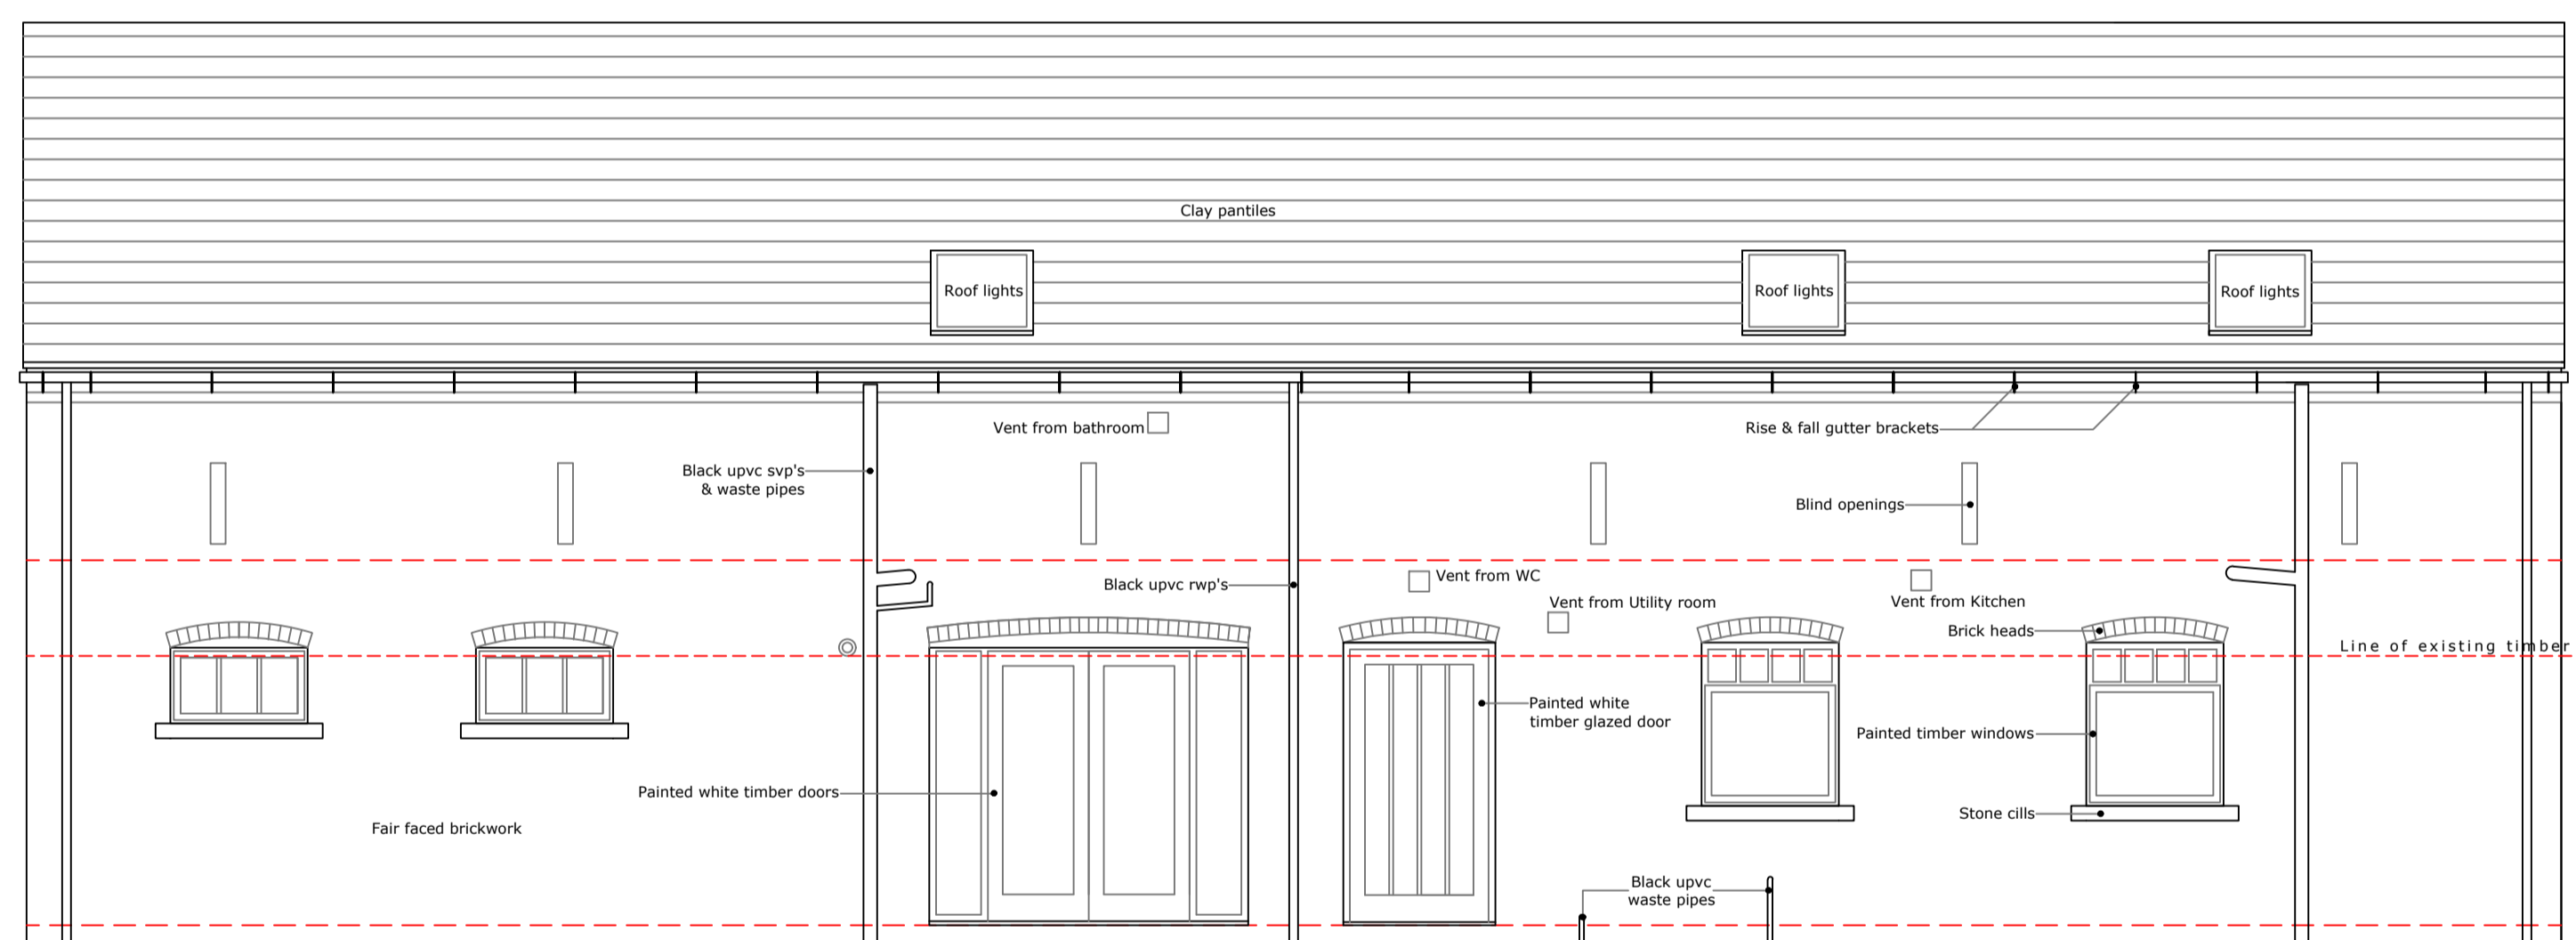 Clay pantiles
Roof lights
Roof lights
Roof lights
Vent from bathroom
Rise & fall gutter brackets
Black upvc svp's
& waste pipes
Blind openings
Black upvc rwp's
Vent from WC
Vent from Utility room
Vent from Kitchen
Brick heads
Line of existing timber
Painted white
timber glazed door
Painted timber windows
Painted white timber doors
Stone cills
Fair faced brickwork
Black upvc
waste pipes